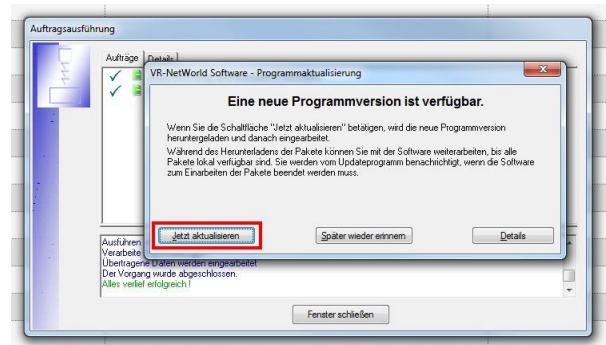 Auftragsausführung
Aufträge Details
VR-NetWorld Software - Programmaktualisierung
Eine neue Programmversion ist verfügbar.
Wenn Sie die Schaltfläche "Jetzt aktualisieren" betätigen, wird die neue Programmversion
heruntergeladen und danach eingearbeitet.
Während des Herunterladens der Pakete können Sie mit der Software weiterarbeiten, bis alle
Pakete lokal verfügbar sind. Sie werden vom Updateprogramm benachrichtigt, wenn die Software
zum Einarbeiten der Pakete beendet werden muss.
Jetzt aktualisieren
Später wieder erinnern
Details
Ausführen
Verarbeite
Übertragene Daten werden eingearbeitet
Der Vorgang wurde abgeschlossen.
Alles verlief erfolgreich !
Fenster schließen